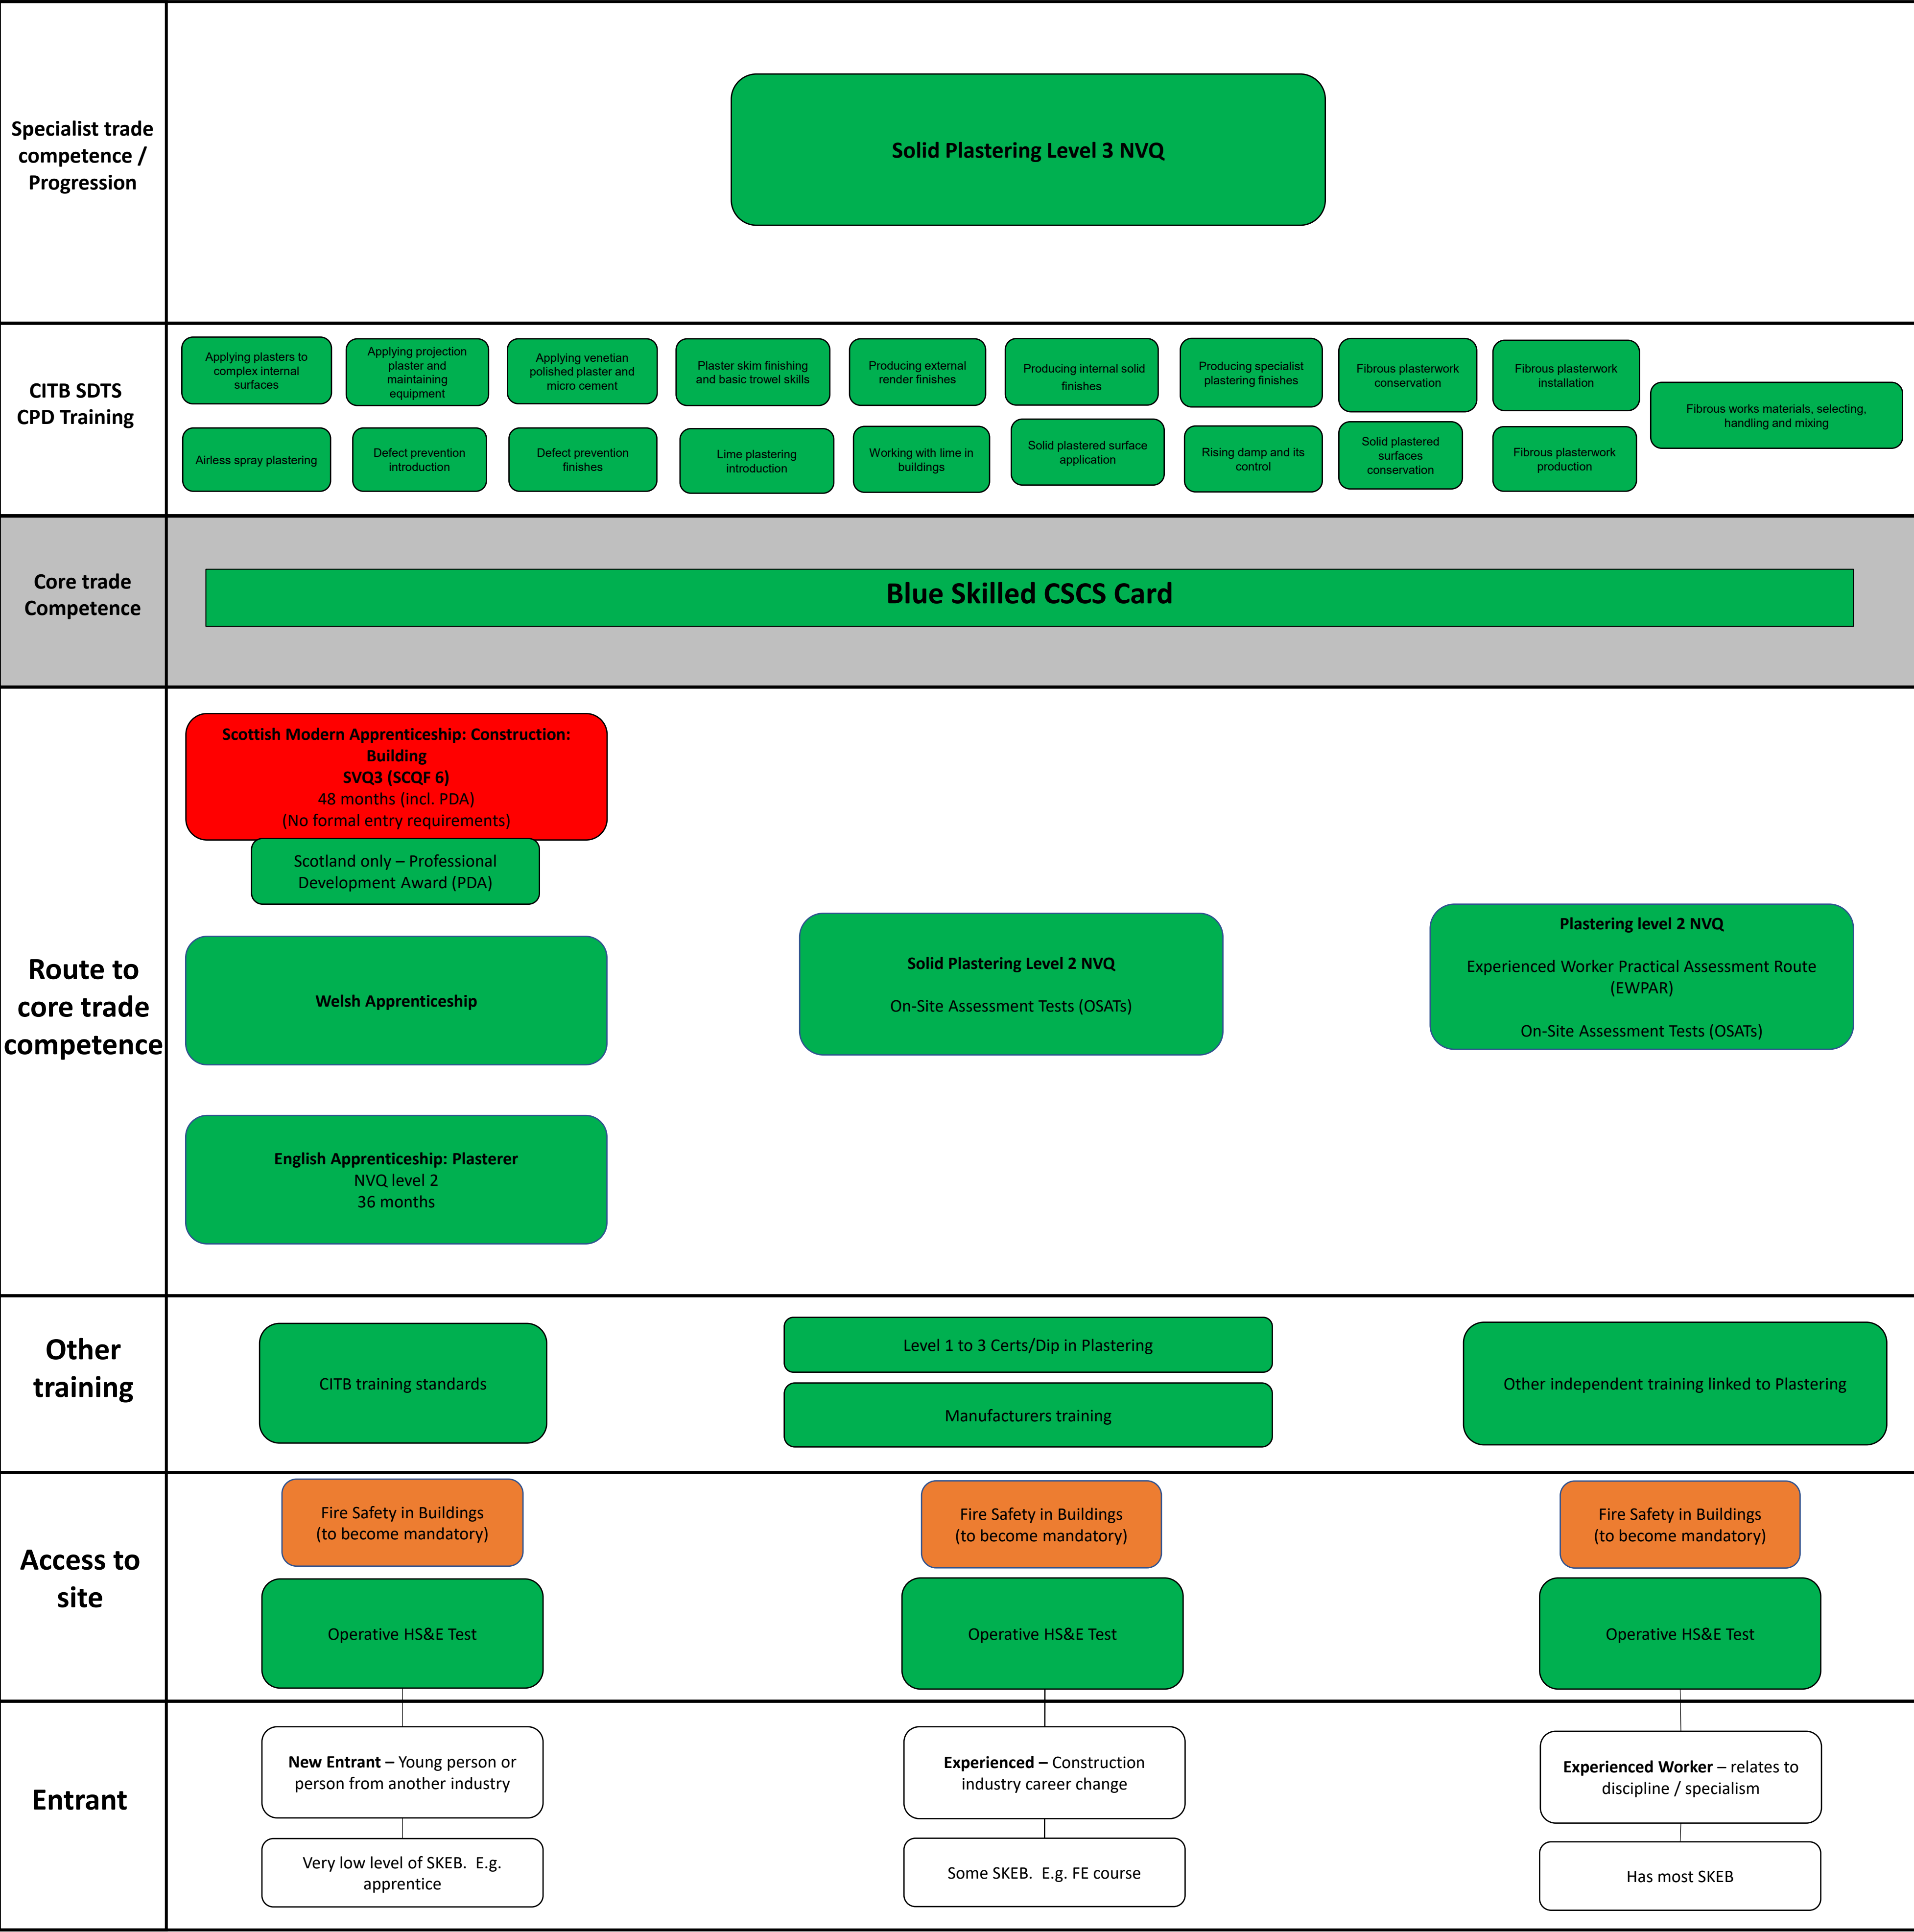 Specialist trade
competence /
Progression
Solid Plastering Level 3 NVQ
CITB SDTS
CPD Training
Applying plasters to
complex internal
surfaces
Applying projection
plaster and
maintaining
equipment
Applying venetian
polished plaster and
micro cement
Plaster skim finishing
and basic trowel skills
Producing external
render finishes
Producing internal solid
finishes
Producing specialist
plastering finishes
Fibrous plasterwork
conservation
Fibrous plasterwork
installation
Fibrous works materials, selecting,
handling and mixing
Airless spray plastering
Defect prevention
introduction
Defect prevention
finishes
Lime plastering
introduction
Working with lime in
buildings
Solid plastered surface
application
Rising damp and its
control
Solid plastered
surfaces
conservation
Fibrous plasterwork
production
Core trade
Competence
Blue Skilled CSCS Card
Route to
core trade
competence
Scottish Modern Apprenticeship: Construction:
Building
SVQ3 (SCQF 6)
48 months (incl. PDA)
(No formal entry requirements)
Scotland only – Professional
Development Award (PDA)
Welsh Apprenticeship
English Apprenticeship: Plasterer
NVQ level 2
36 months
Solid Plastering Level 2 NVQ
On-Site Assessment Tests (OSATs)
Plastering level 2 NVQ
Experienced Worker Practical Assessment Route
(EWPAR)
On-Site Assessment Tests (OSATs)
Other
training
CITB training standards
Level 1 to 3 Certs/Dip in Plastering
Manufacturers training
Other independent training linked to Plastering
Access to
site
Fire Safety in Buildings
(to become mandatory)
Fire Safety in Buildings
(to become mandatory)
Fire Safety in Buildings
(to become mandatory)
Operative HS&E Test
Operative HS&E Test
Operative HS&E Test
Entrant
New Entrant – Young person or
person from another industry
Experienced – Construction
industry career change
Experienced Worker – relates to
discipline / specialism
Very low level of SKEB.  E.g.
apprentice
Some SKEB.  E.g. FE course
Has most SKEB